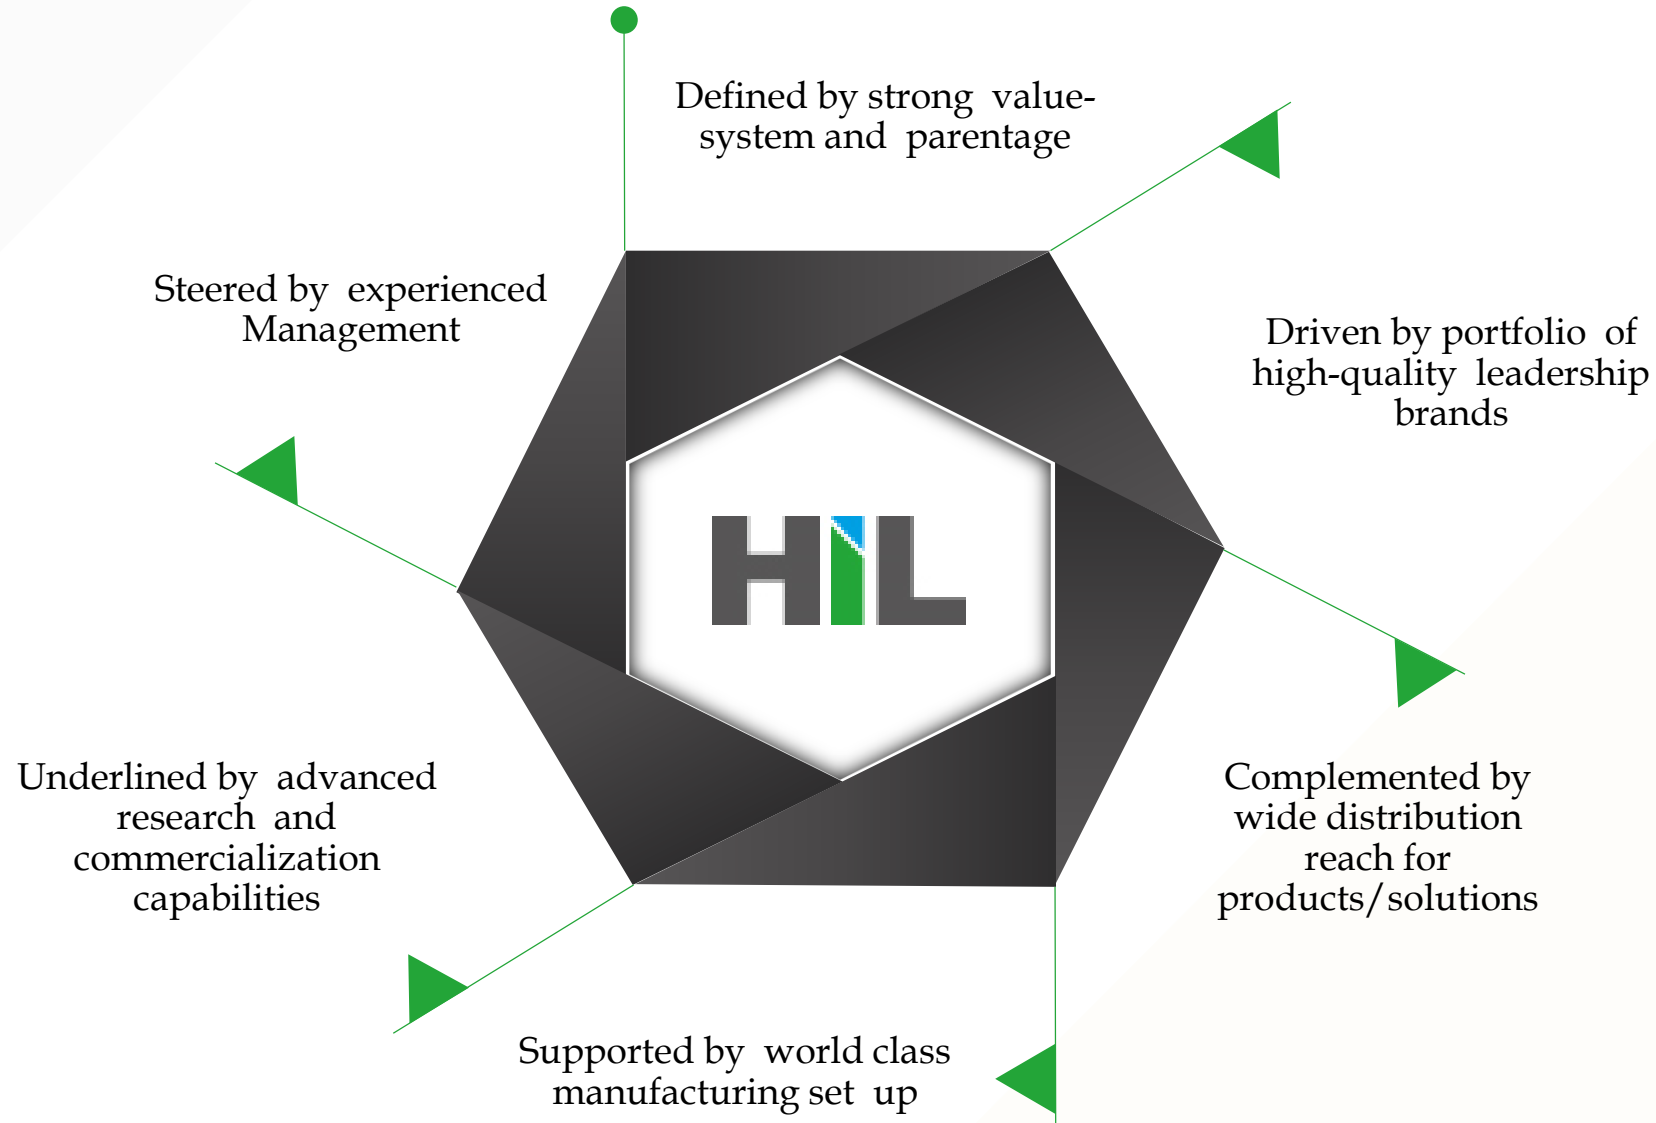 Defined by strong value-
system and parentage
Steered by experienced
Management
Driven by portfolio of
high-quality leadership
brands
HIL
Underlined by advanced
research and
commercialization
capabilities
Complemented by
wide distribution
reach for
products/solutions
Supported by world class
manufacturing set up